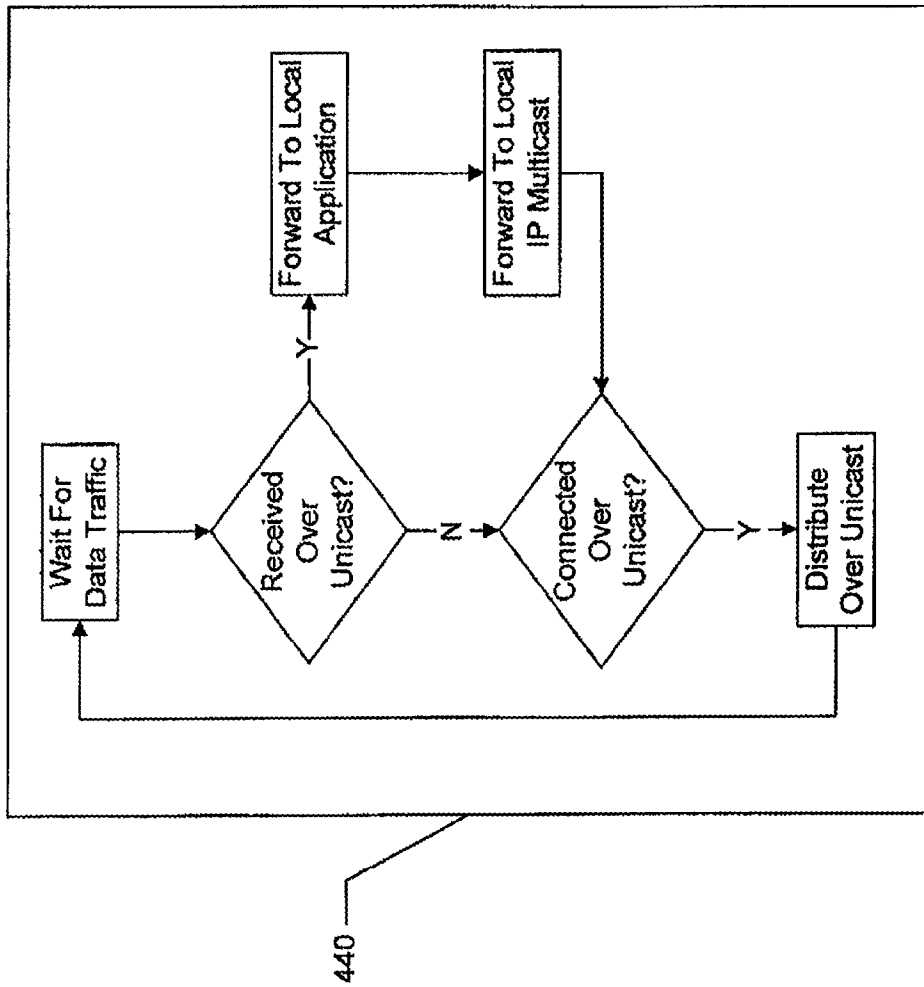 Wait For
Data Traffic
Received
Over
Unicast?
Y
Forward To Local
Application
Forward To Local
IP Multicast
N
Connected
Over
Unicast?
Y
Distribute
Over Unicast
440